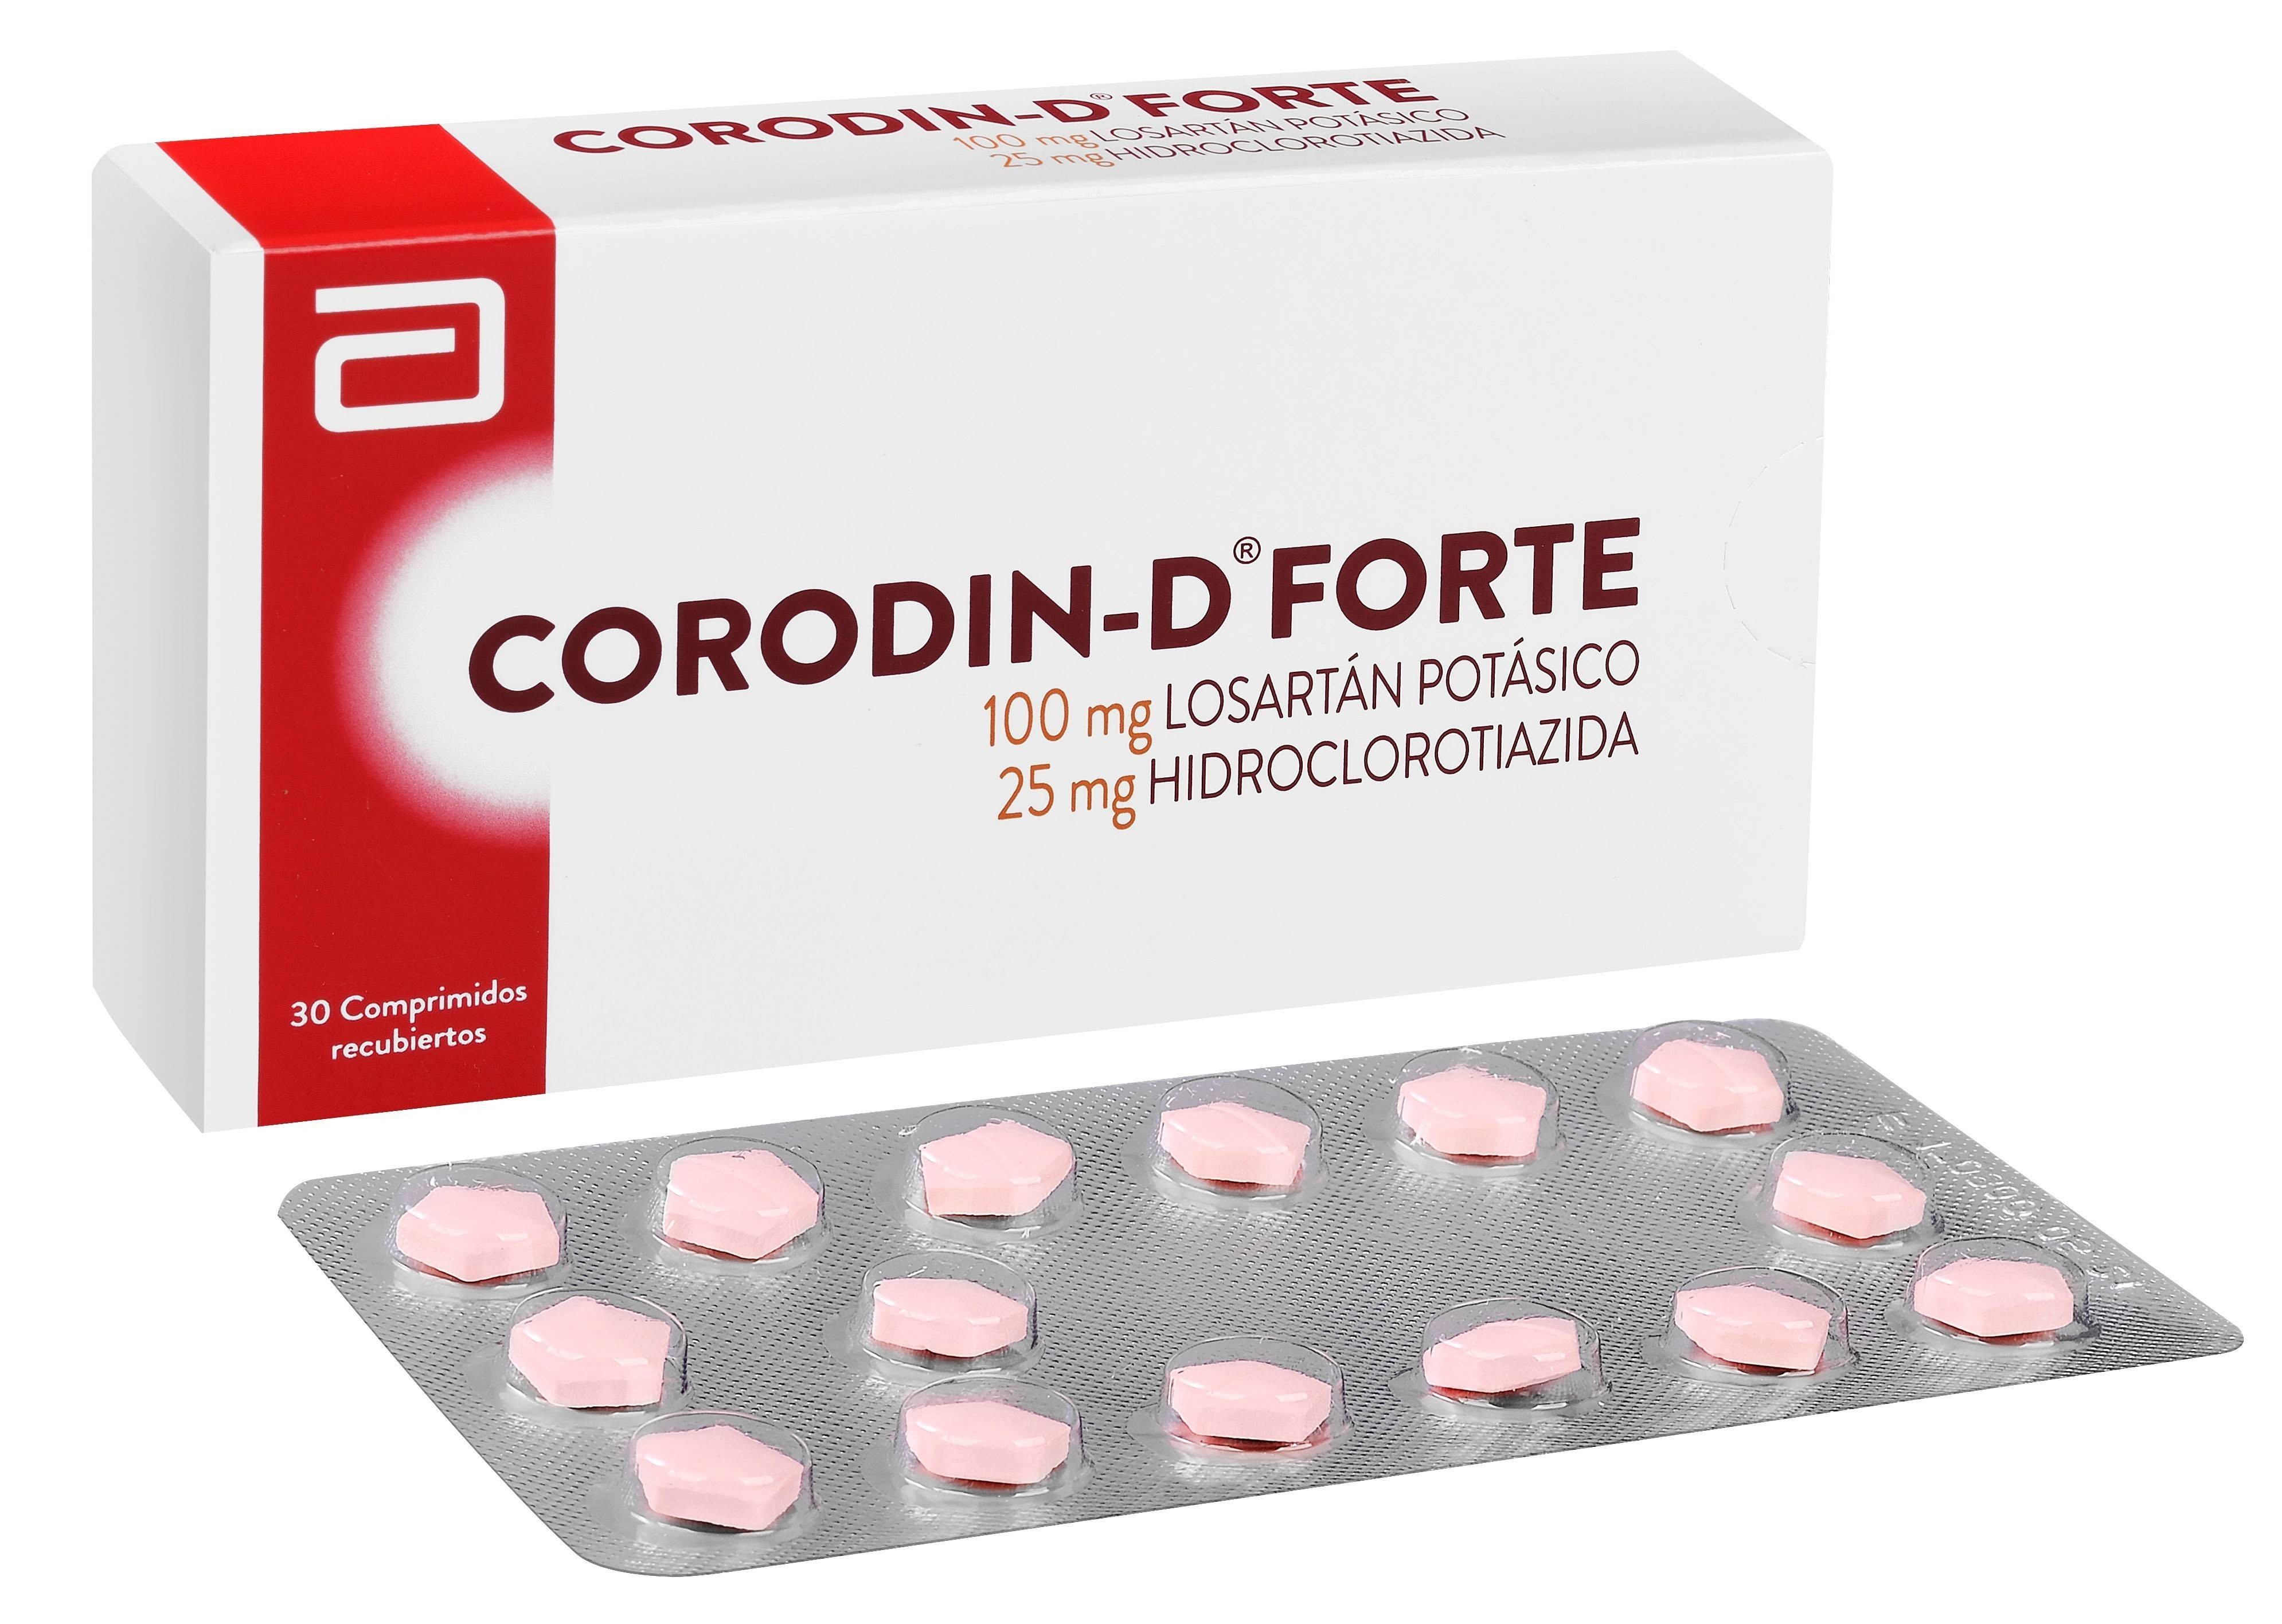 CORODIN-D® FORTE
100 mg LOSARTÁN POTÁSICO
25 mg HIDROCLOROTIAZIDA
CORODIN-D® FORTE
100 mg LOSARTÁN POTÁSICO
25 mg HIDROCLOROTIAZIDA
30 Comprimidos
recubiertos